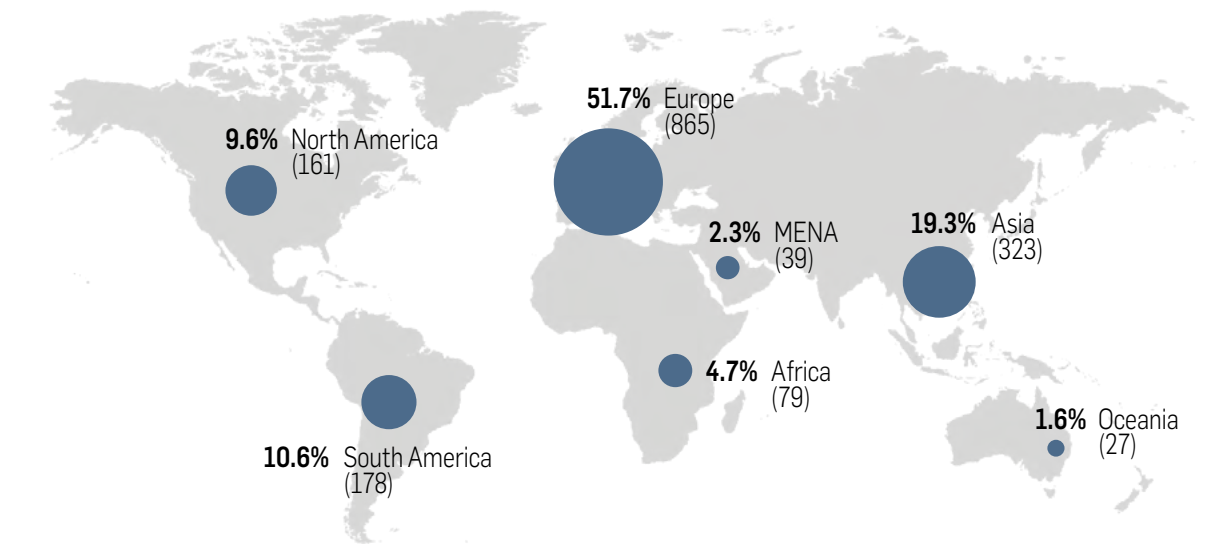 51.7% Europe
(865)
9.6% North America
(161)
2.3% MENA
(39)
19.3% Asia
(323)
4.7% Africa
(79)
1.6% Oceania
(27)
10.6% South America
(178)